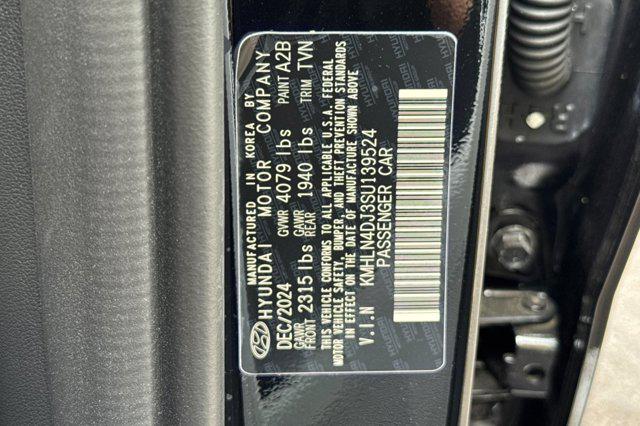 MANUFACTURED IN KOREA BY
HYUNDAI MOTOR COMPANY
DEC/2024 GVWR 4079 lbs PAINT A2B
GAWR FRONT 2315 lbs GAWR REAR 1940 lbs TRIM TVN
THIS VEHICLE CONFORMS TO ALL APPLICABLE U.S.A. FEDERAL
MOTOR VEHICLE SAFETY, BUMPER, AND THEFT PREVENTION STANDARDS
IN EFFECT ON THE DATE OF MANUFACTURE SHOWN ABOVE.
V.I.N KMHLN4DJ3SU139524
PASSENGER CAR